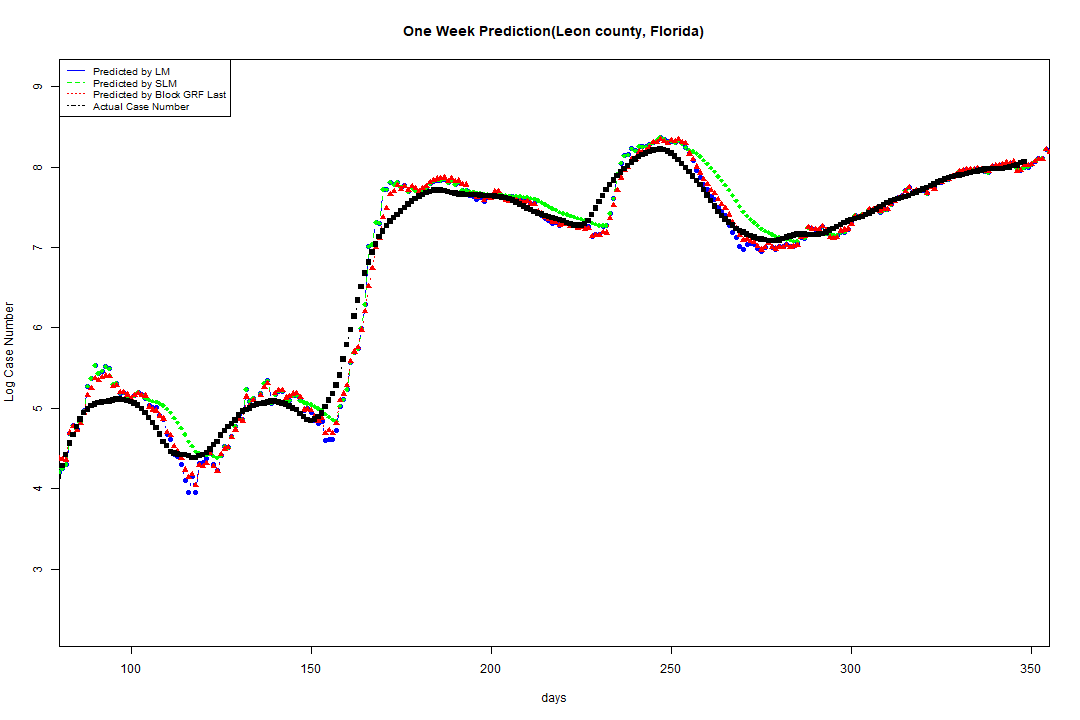 One Week Prediction(Leon county, Florida)
Predicted by LM
Predicted by SLM
Predicted by Block GRF Last
Actual Case Number
9
8
7
6
5
4
3
Log Case Number
100 150 200 250 300 350
days